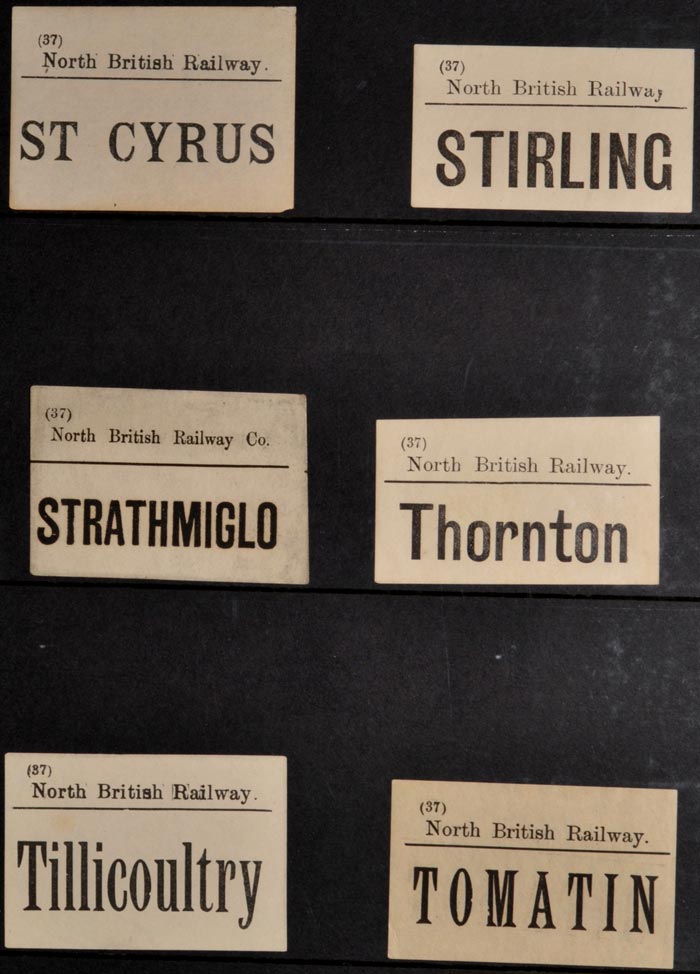 (37)
North British Railway.
ST CYRUS
(37)
North British Railway
STIRLING
(37)
North British Railway Co.
STRATHMIGLO
(37)
North British Railway.
Thornton
(37)
North British Railway.
Tillicoultry
(37)
North British Railway.
TOMATIN